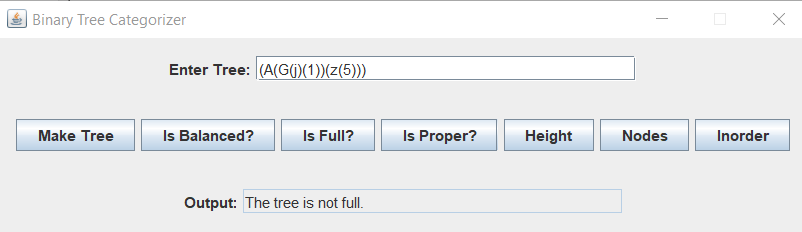 Binary Tree Categorizer
Enter Tree: (A(G(j)(1))(z(5)))
Make Tree Is Balanced? Is Full? Is Proper? Height Nodes Inorder
Output: The tree is not full.